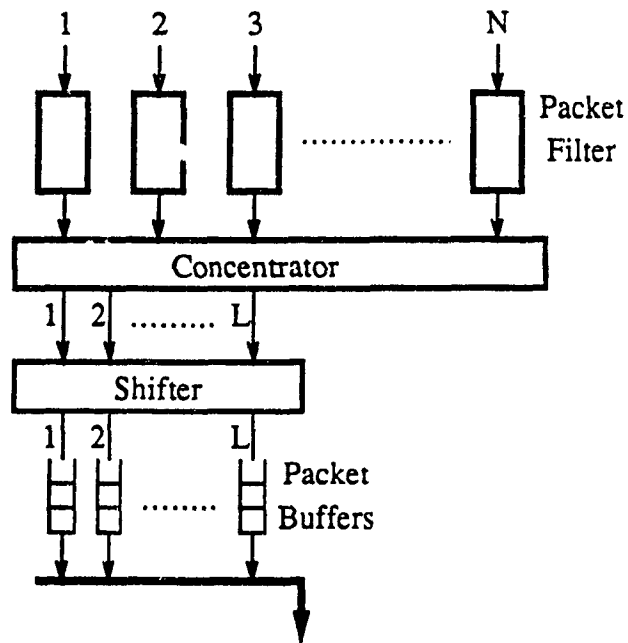 1 2 3 N
Packet
Filter
Concentrator
1 2 L
Shifter
1 2 L
Packet
Buffers